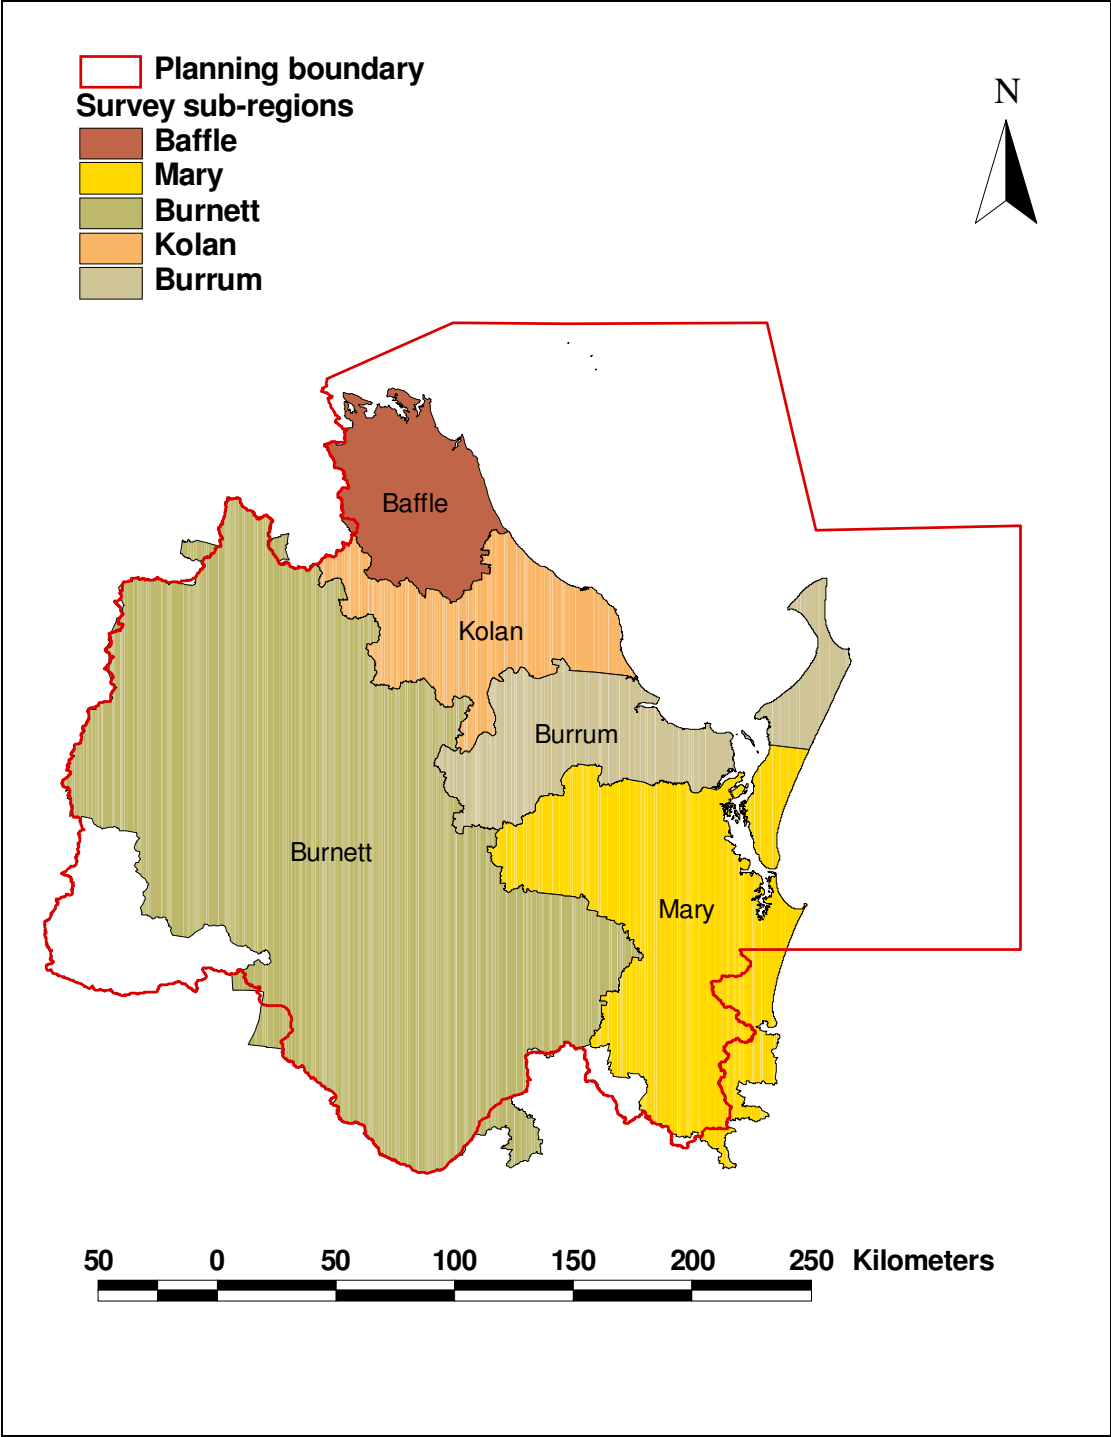 Planning boundary
Survey sub-regions
Baffle
Mary
Burnett
Kolan
Burrum
N
Baffle
Kolan
Burrum
Burnett
Mary
50 0 50 100 150 200 250 Kilometers